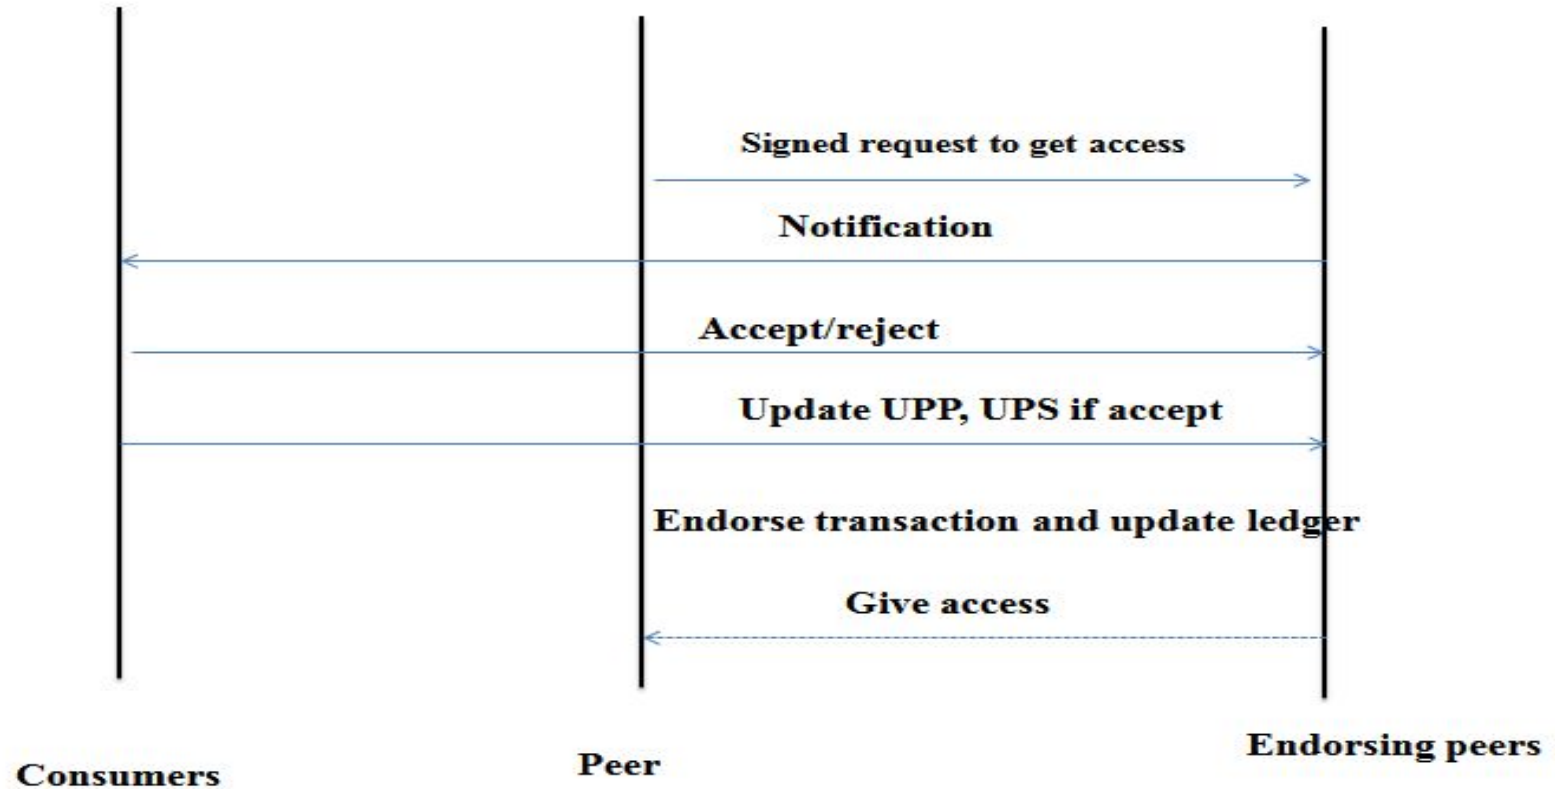 Signed request to get access
Notification
Accept/reject
Update UPP, UPS if accept
Endorse transaction and update ledger
Give access
Consumers
Peer
Endorsing peers